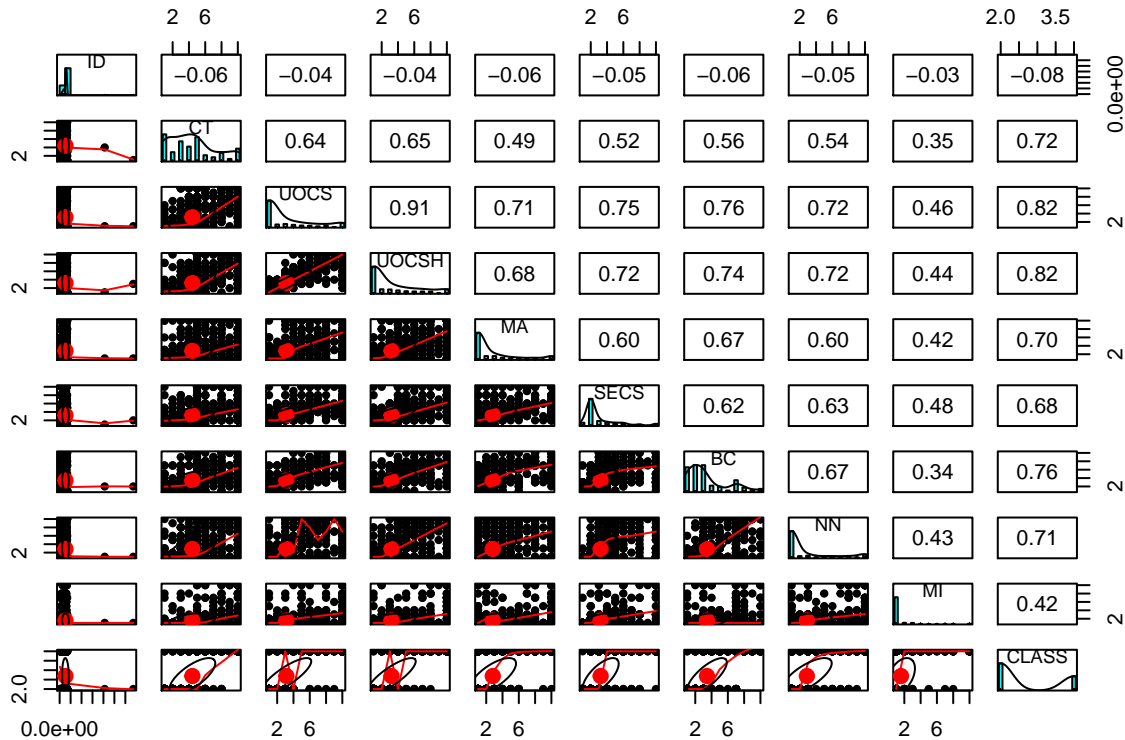 2 6 2 6 2 6 2 6 2.0 3.5
ID −0.06 −0.04 −0.04 −0.06 −0.05 −0.06 −0.05 −0.03 −0.08 0.0e+00
2 CT 0.64 0.65 0.49 0.52 0.56 0.54 0.35 0.72
UOCS 0.91 0.71 0.75 0.76 0.72 0.46 0.82 2
2 UOCSH 0.68 0.72 0.74 0.72 0.44 0.82
MA 0.60 0.67 0.60 0.42 0.70 2
2 SECS 0.62 0.63 0.48 0.68
BC 0.67 0.34 0.76 2
2 NN 0.43 0.71
MI 0.42 2
2.0 CLASS
0.0e+00 2 6 2 6 2 6 2 6